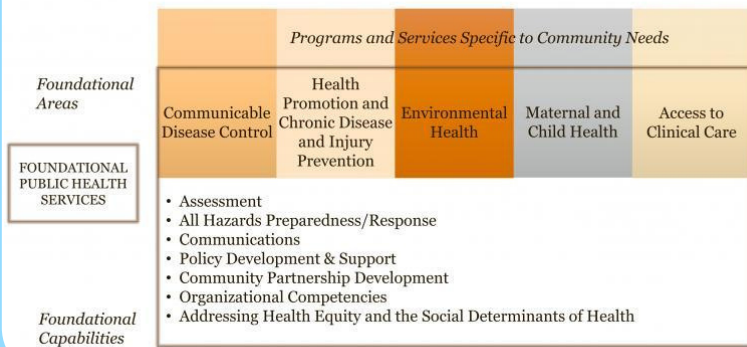 Programs and Services Specific to Community Needs
Foundational
Areas
Communicable
Disease Control
Health
Promotion and
Chronic Disease
and Injury
Prevention
Environmental
Health
Maternal and
Child Health
Access to
Clinical Care
FOUNDATIONAL
PUBLIC HEALTH
SERVICES
• Assessment
• All Hazards Preparedness/Response
• Communications
• Policy Development & Support
• Community Partnership Development
• Organizational Competencies
• Addressing Health Equity and the Social Determinants of Health
Foundational
Capabilities